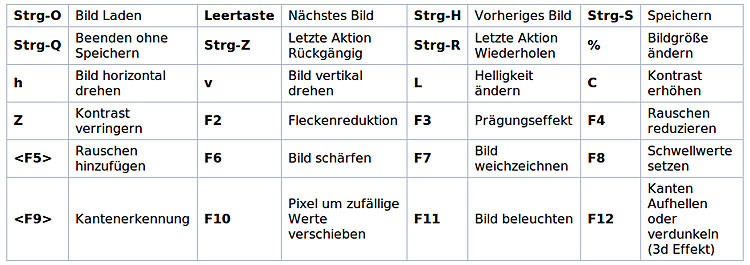 Strg-O Bild Laden Leertaste Nächstes Bild Strg-H Vorheriges Bild Strg-S Speichern
Strg-Q Beenden ohne
Speichern Strg-Z Letzte Aktion
Rückgängig Strg-R Letzte Aktion
Wiederholen % Bildgröße
ändern
h Bild horizontal
drehen v Bild vertikal
drehen L Helligkeit
ändern C Kontrast
erhöhen
Z Kontrast
verringern F2 Fleckenreduktion F3 Prägungseffekt F4 Rauschen
reduzieren
<F5> Rauschen
hinzufügen F6 Bild schärfen F7 Bild
weichzeichnen F8 Schwellwerte
setzen
<F9> Kantenerkennung F10 Pixel um zufällige
Werte
verschieben F11 Bild beleuchten F12 Kanten
Aufhellen
oder
verdunkeln
(3d Effekt)